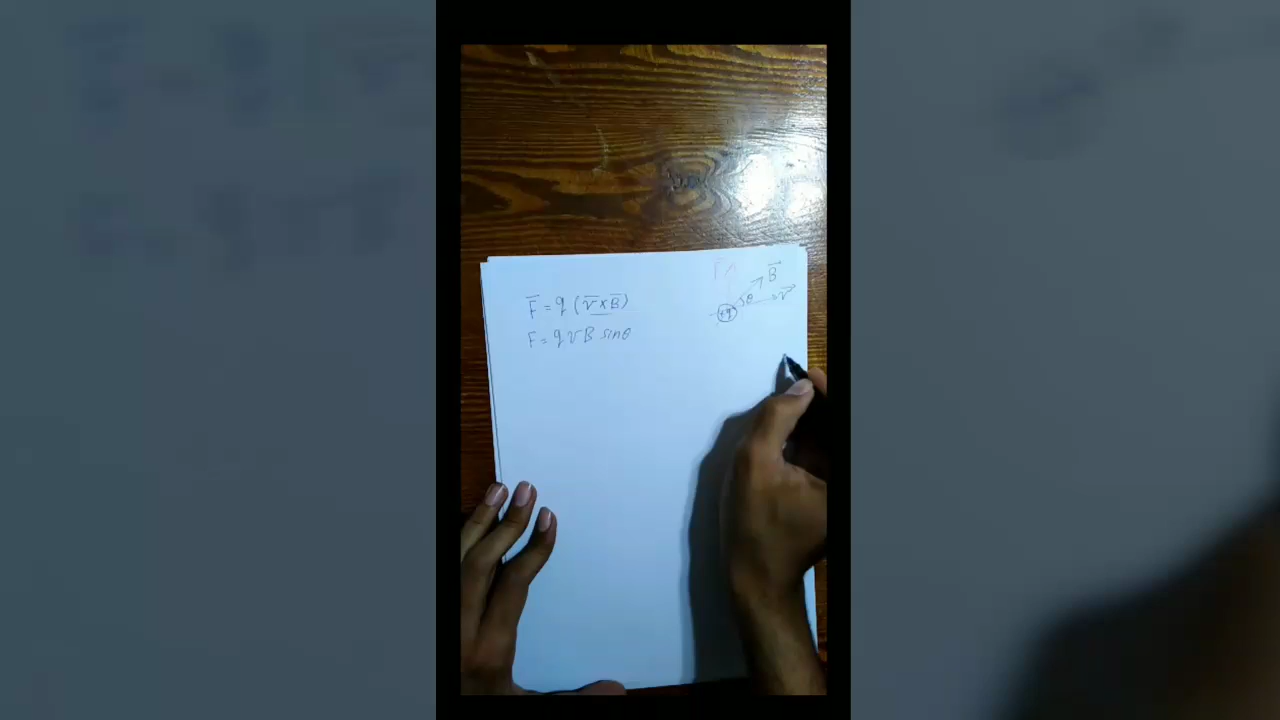 F̅ = q (v̅ × B̅)
F = q v B sinθ
F
B⃗
θ
v⃗
+q